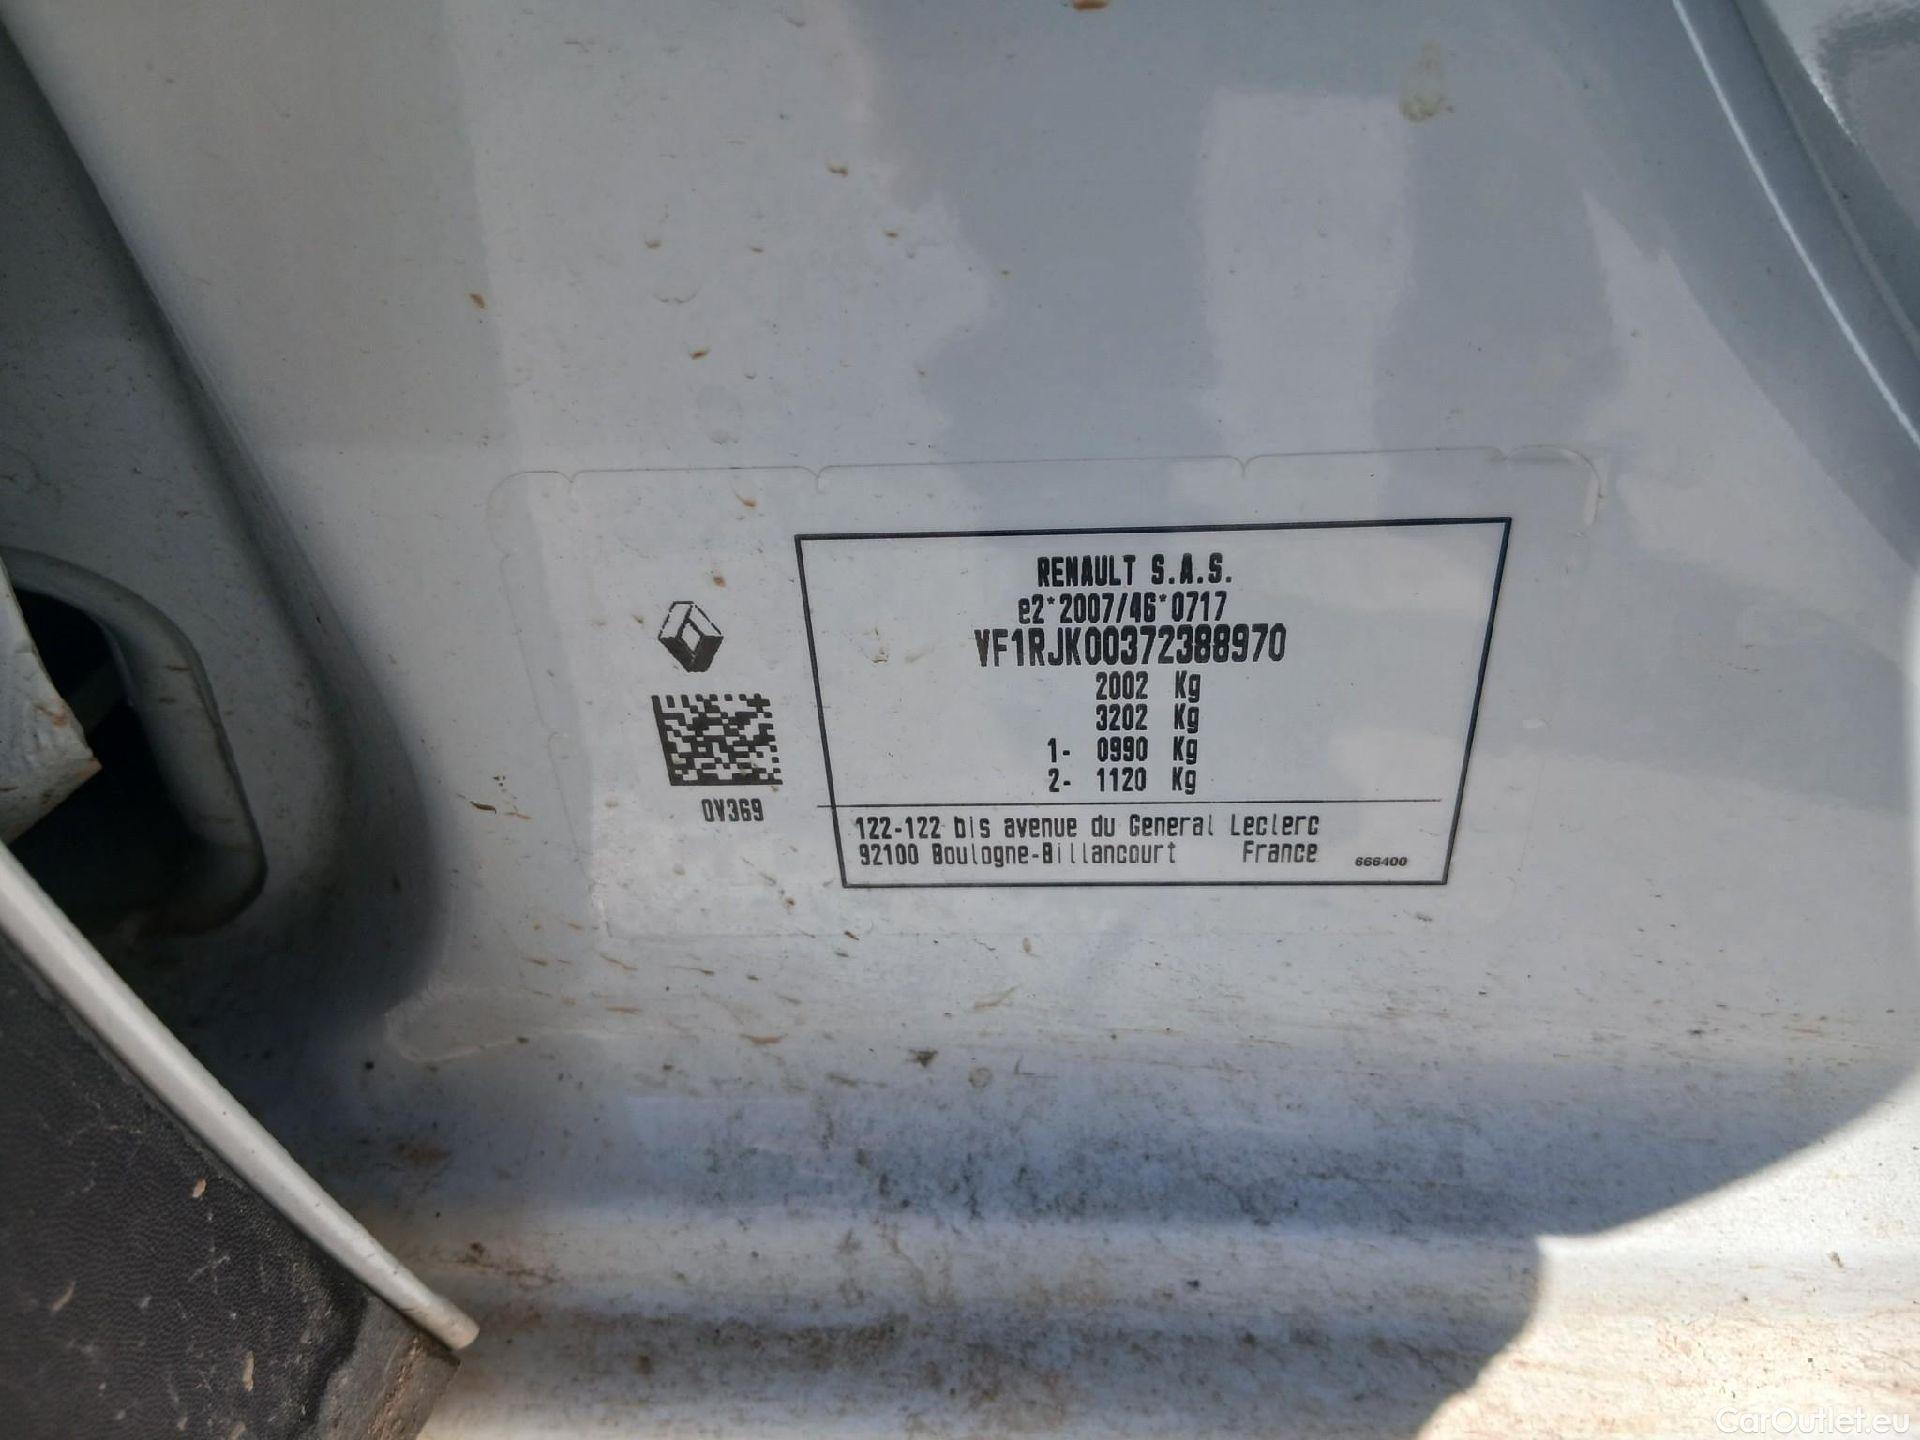 RENAULT S.A.S.
e2*2007/46*0717
VF1RJK00372388970
2002 Kg
3202 Kg
1- 0990 Kg
2- 1120 Kg
0V369
122-122 bis avenue du General Leclerc
92100 Boulogne-Billancourt France 666400
CarOutlet.eu